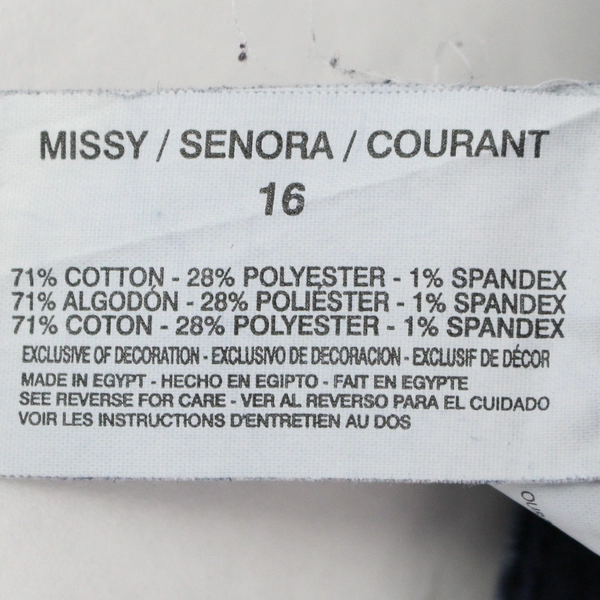 MISSY / SENORA / COURANT
16
71% COTTON - 28% POLYESTER - 1% SPANDEX
71% ALGODÓN - 28% POLIÉSTER - 1% SPANDEX
71% COTON - 28% POLYESTER - 1% SPANDEX
EXCLUSIVE OF DECORATION - EXCLUSIVO DE DECORACION - EXCLUSIF DE DÉCOR
MADE IN EGYPT - HECHO EN EGIPTO - FAIT EN EGYPTE
SEE REVERSE FOR CARE - VER AL REVERSO PARA EL CUIDADO
VOIR LES INSTRUCTIONS D'ENTRETIEN AU DOS